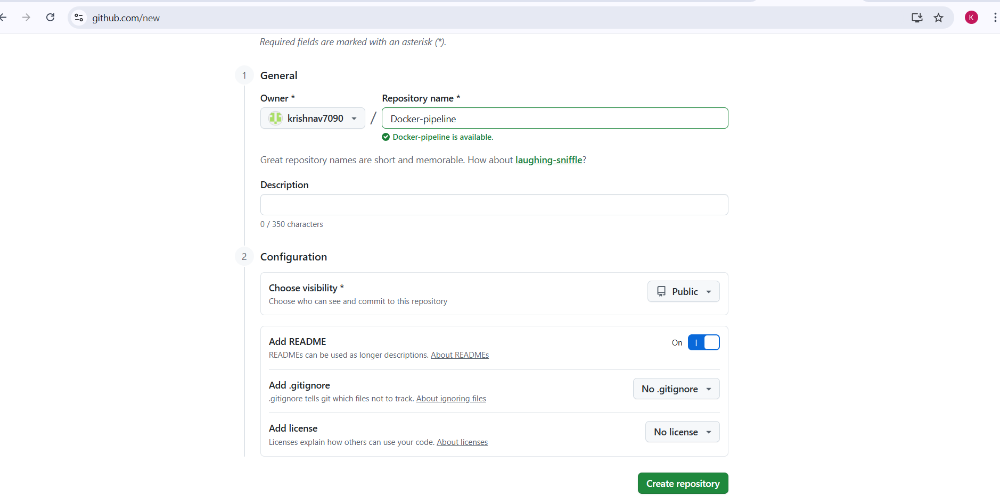 github.com/new
K
Required fields are marked with an asterisk (*).
1 General
Owner * Repository name *
krishnav7090 / Docker-pipeline
Docker-pipeline is available.
Great repository names are short and memorable. How about laughing-sniffle?
Description
0 / 350 characters
2 Configuration
Choose visibility * Public
Choose who can see and commit to this repository
Add README On
READMEs can be used as longer descriptions. About READMEs
Add .gitignore No .gitignore
.gitignore tells git which files not to track. About ignoring files
Add license No license
Licenses explain how others can use your code. About licenses
Create repository